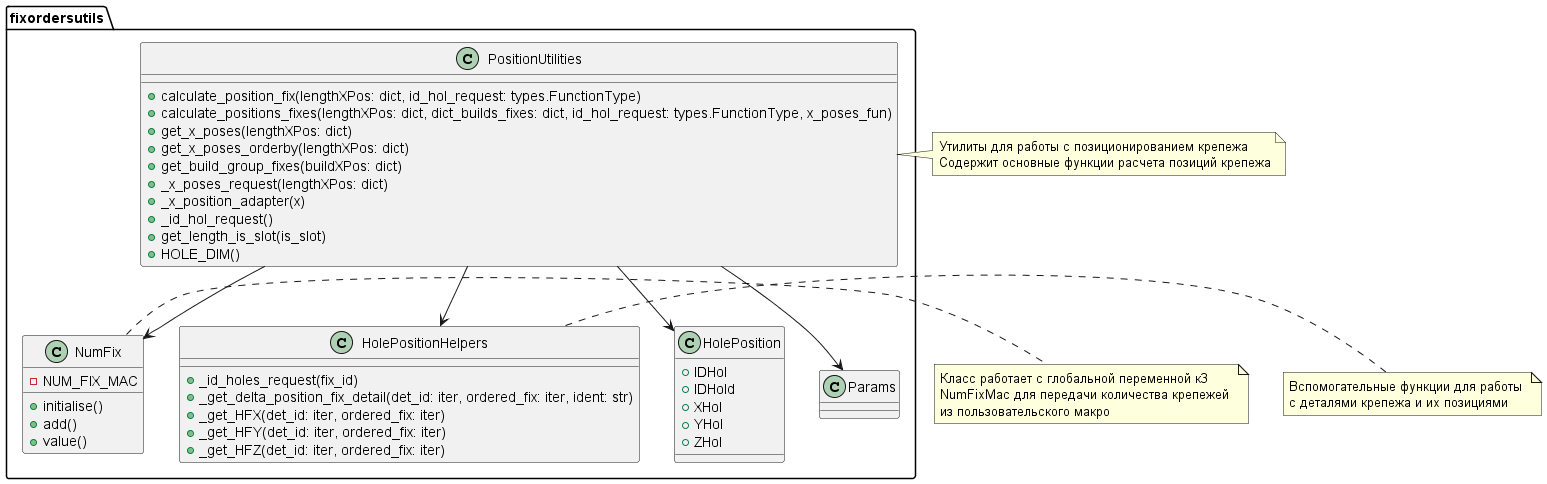 fixordersutils
C PositionUtilities
calculate_position_fix(lengthXPos: dict, id_hol_request: types.FunctionType)
calculate_positions_fixes(lengthXPos: dict, dict_builds_fixes: dict, id_hol_request: types.FunctionType, x_poses_fun)
get_x_poses(lengthXPos: dict)
get_x_poses_orderby(lengthXPos: dict)
get_build_group_fixes(buildXPos: dict)
_x_poses_request(lengthXPos: dict)
_x_position_adapter(x)
_id_hol_request()
get_length_is_slot(is_slot)
HOLE_DIM()
Утилиты для работы с позиционированием крепежа
Содержит основные функции расчета позиций крепежа
C NumFix
NUM_FIX_MAC
initialise()
add()
value()
C HolePositionHelpers
_id_holes_request(fix_id)
_get_delta_position_fix_detail(det_id: iter, ordered_fix: iter, ident: str)
_get_HFX(det_id: iter, ordered_fix: iter)
_get_HFY(det_id: iter, ordered_fix: iter)
_get_HFZ(det_id: iter, ordered_fix: iter)
C HolePosition
IDHol
IDHold
XHol
YHol
ZHol
C Params
Класс работает с глобальной переменной к3
NumFixMac для передачи количества крепежей
из пользовательского макро
Вспомогательные функции для работы
с деталями крепежа и их позициями